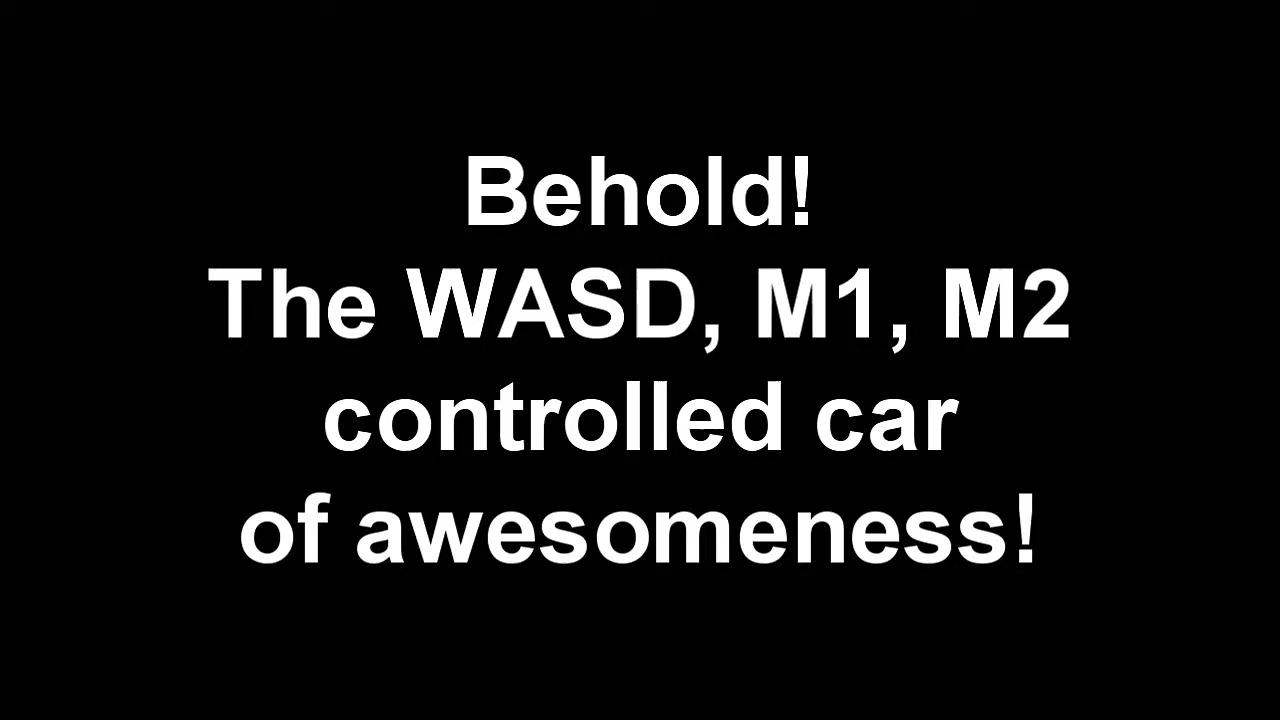 Behold!
The WASD, M1, M2
controlled car
of awesomeness!